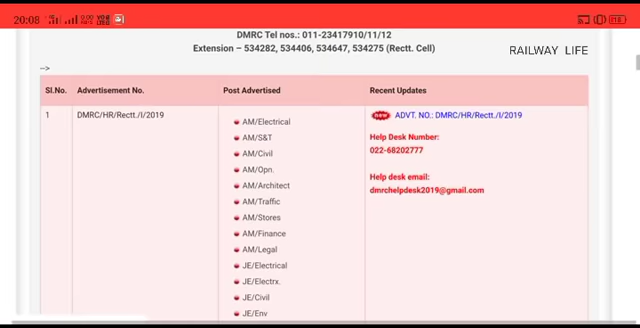 20:08
DMRC Tel nos.: 011-23417910/11/12
Extension – 534282, 534406, 534647, 534275 (Rectt. Cell)
RAILWAY LIFE
-->
Sl.No. Advertisement No. Post Advertised Recent Updates
1 DMRC/HR/Rectt./I/2019
AM/Electrical
AM/S&T
AM/Civil
AM/Opn.
AM/Architect
AM/Traffic
AM/Stores
AM/Finance
AM/Legal
JE/Electrical
JE/Electrx.
JE/Civil
JE/Env
new ADVT. NO.: DMRC/HR/Rectt./I/2019
Help Desk Number:
022-68202777
Help desk email:
dmrchelpdesk2019@gmail.com